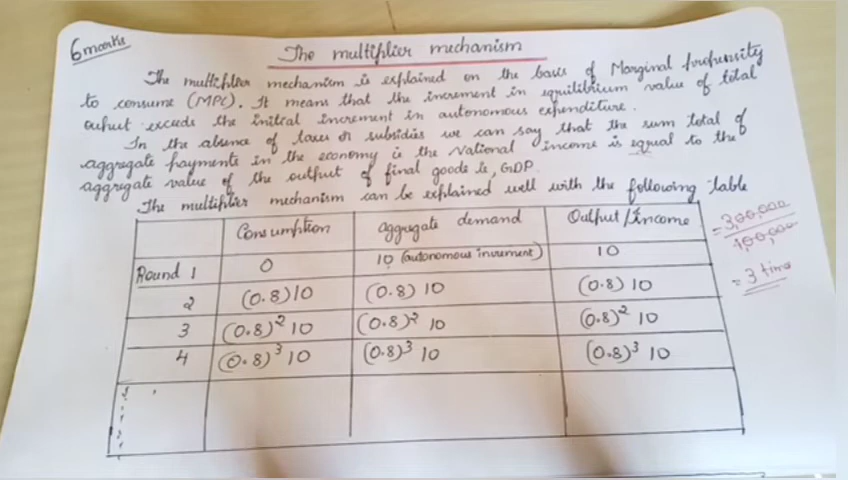 6 marks
The multiplier mechanism
The multiplier mechanism is explained on the basis of Marginal propensity
to consume (MPC). It means that the increment in equilibrium value of total
output exceeds the initial increment in autonomous expenditure.
In the absence of taxes or subsidies we can say that the sum total of
aggregate payments in the economy ie the National income is equal to the
aggregate value of the output of final goods ie, GDP.
The multiplier mechanism can be explained well with the following table
Consumption Aggregate demand Output/Income
Round 1 0 10 (autonomous increment) 10
2 (0.8)10 (0.8) 10 (0.8) 10
3 (0.8)² 10 (0.8)² 10 (0.8)² 10
4 (0.8)³ 10 (0.8)³ 10 (0.8)³ 10
= 3,00,000
1,00,000
= 3 time